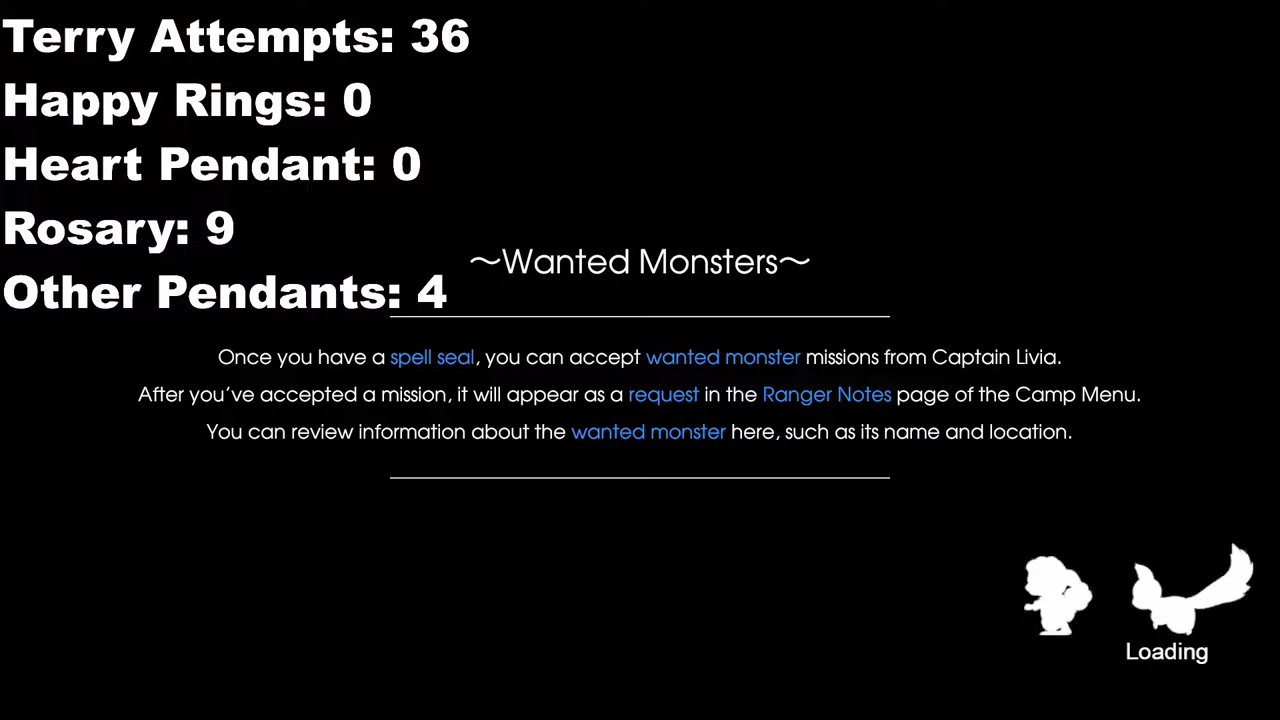 Terry Attempts: 36
Happy Rings: 0
Heart Pendant: 0
Rosary: 9
Other Pendants: 4
～Wanted Monsters～
Once you have a spell seal, you can accept wanted monster missions from Captain Livia.
After you've accepted a mission, it will appear as a request in the Ranger Notes page of the Camp Menu.
You can review information about the wanted monster here, such as its name and location.
Loading